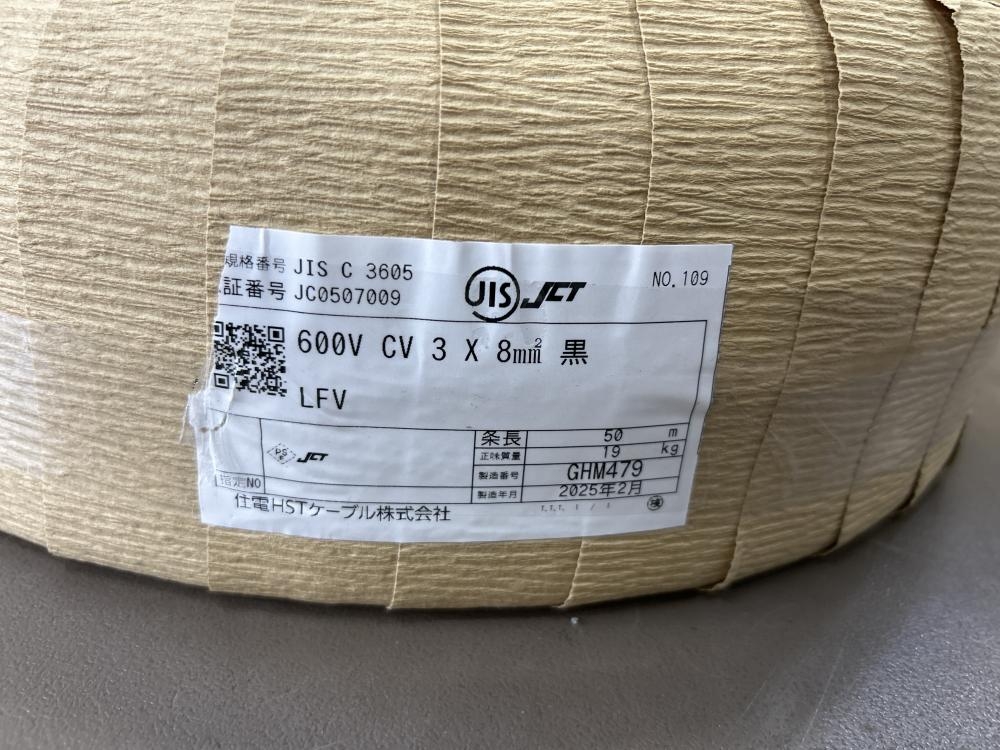 規格番号 JIS C 3605
証番号 JC0507009
JIS JCT
NO.109
600V CV 3 X 8mm² 黒
LFV
PS E JCT
条長 50 m
正味質量 19 kg
製造番号 GHM479
製造年月 2025年2月
指定NO
住電HSTケーブル株式会社